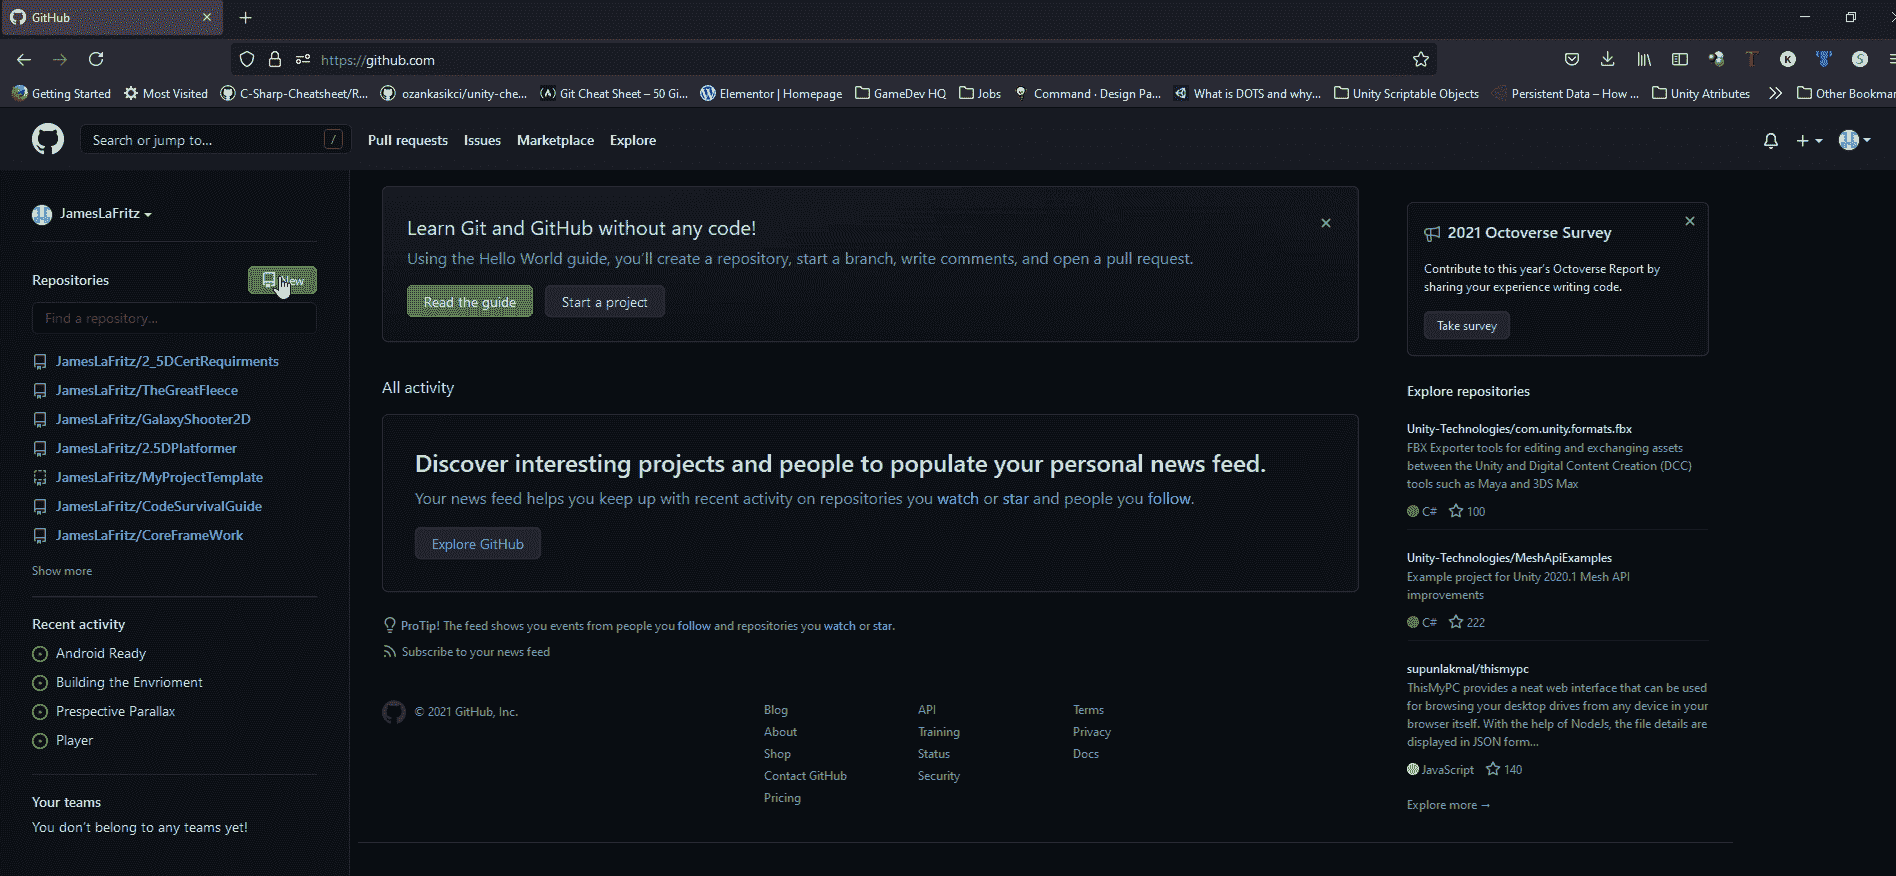 GitHub
https://github.com
Getting Started
Most Visited
C-Sharp-Cheatsheet/R...
ozankasikci/unity-che...
Git Cheat Sheet – 50 Gi...
Elementor | Homepage
GameDev HQ
Jobs
Command · Design Pa...
What is DOTS and why...
Unity Scriptable Objects
Persistent Data – How ...
Unity Atributes
Other Bookmar
Search or jump to...
/
Pull requests
Issues
Marketplace
Explore
JamesLaFritz
Repositories
New
Find a repository...
JamesLaFritz/2_5DCertRequirments
JamesLaFritz/TheGreatFleece
JamesLaFritz/GalaxyShooter2D
JamesLaFritz/2.5DPlatformer
JamesLaFritz/MyProjectTemplate
JamesLaFritz/CodeSurvivalGuide
JamesLaFritz/CoreFrameWork
Show more
Recent activity
Android Ready
Building the Envrioment
Prespective Parallax
Player
Your teams
You don't belong to any teams yet!
Learn Git and GitHub without any code!
Using the Hello World guide, you'll create a repository, start a branch, write comments, and open a pull request.
Read the guide
Start a project
All activity
Discover interesting projects and people to populate your personal news feed.
Your news feed helps you keep up with recent activity on repositories you watch or star and people you follow.
Explore GitHub
ProTip! The feed shows you events from people you follow and repositories you watch or star.
Subscribe to your news feed
© 2021 GitHub, Inc.
Blog
About
Shop
Contact GitHub
Pricing
API
Training
Status
Security
Terms
Privacy
Docs
2021 Octoverse Survey
Contribute to this year's Octoverse Report by
sharing your experience writing code.
Take survey
Explore repositories
Unity-Technologies/com.unity.formats.fbx
FBX Exporter tools for editing and exchanging assets
between the Unity and Digital Content Creation (DCC)
tools such as Maya and 3DS Max
C# 100
Unity-Technologies/MeshApiExamples
Example project for Unity 2020.1 Mesh API
improvements
C# 222
supunlakmal/thismypc
ThisMyPC provides a neat web interface that can be used
for browsing your desktop drives from any device in your
browser itself. With the help of NodeJs, the file details are
displayed in JSON form...
JavaScript 140
Explore more →